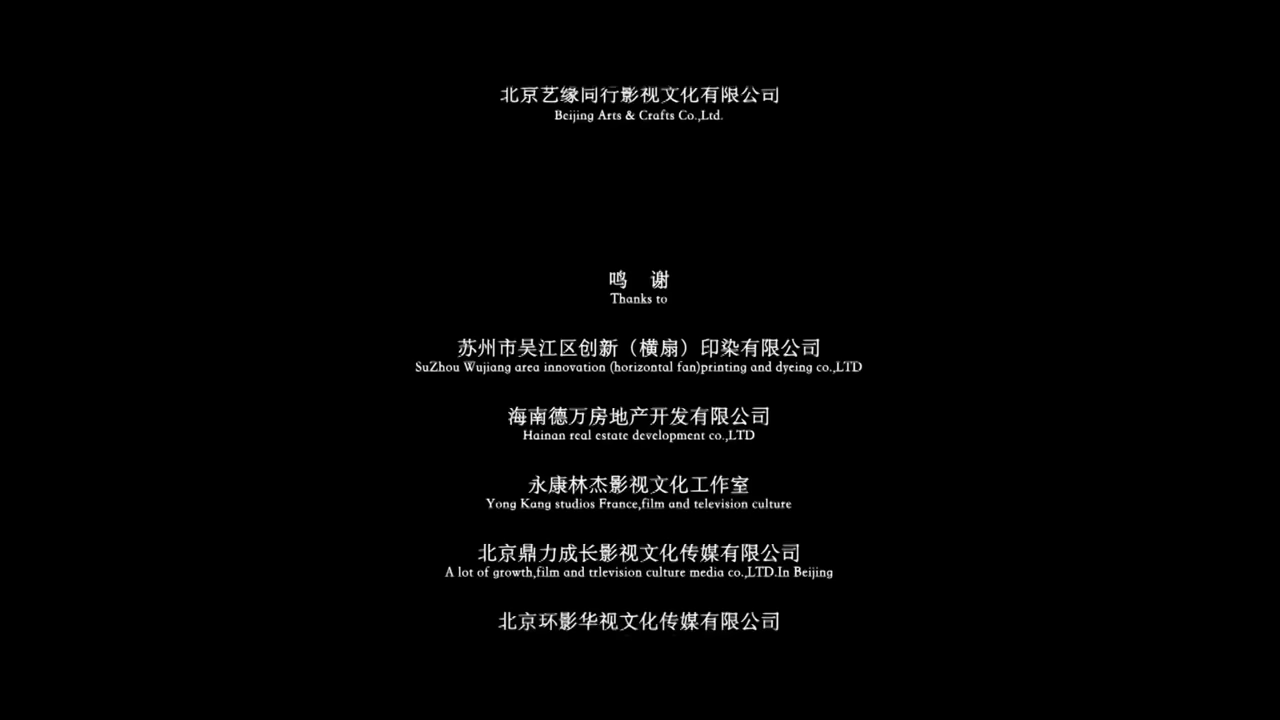 北京艺缘同行影视文化有限公司
Beijing Arts & Crafts Co.,Ltd.
鸣 谢
Thanks to
苏州市吴江区创新（横扇）印染有限公司
SuZhou Wujiang area innovation (horizontal fan)printing and dyeing co.,LTD
海南德万房地产开发有限公司
Hainan real estate development co.,LTD
永康林杰影视文化工作室
Yong Kang studios France,film and television culture
北京鼎力成长影视文化传媒有限公司
A lot of growth,film and trlevision culture media co.,LTD.In Beijing
北京环影华视文化传媒有限公司